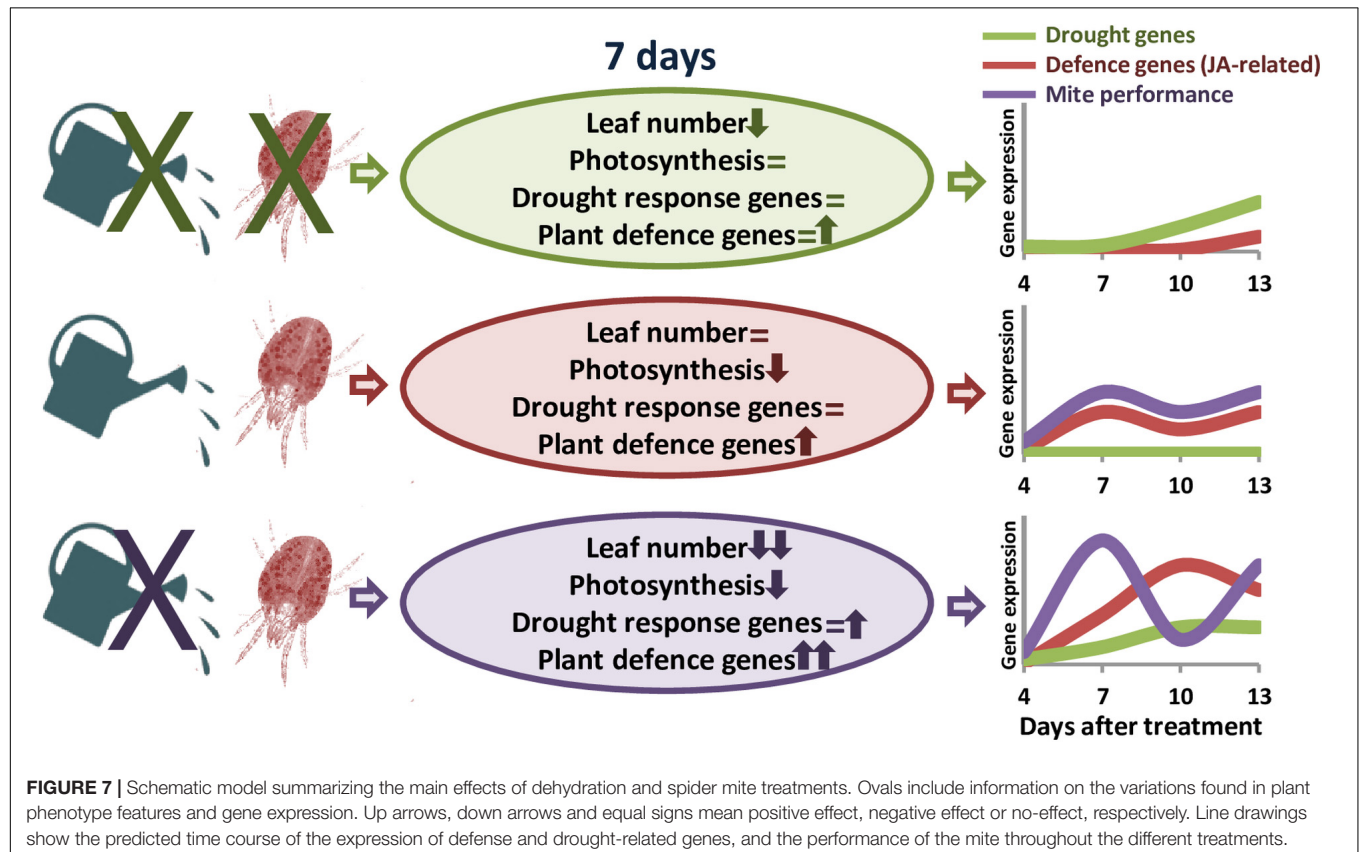 7 days
Drought genes
Defence genes (JA-related)
Mite performance
Leaf number⬇
Photosynthesis=
Drought response genes=
Plant defence genes=⬆
Gene expression
4 7 10 13
Leaf number=
Photosynthesis⬇
Drought response genes=
Plant defence genes⬆
Gene expression
4 7 10 13
Leaf number⬇⬇
Photosynthesis⬇
Drought response genes=⬆
Plant defence genes⬆⬆
Gene expression
4 7 10 13
Days after treatment
FIGURE 7 | Schematic model summarizing the main effects of dehydration and spider mite treatments. Ovals include information on the variations found in plant
phenotype features and gene expression. Up arrows, down arrows and equal signs mean positive effect, negative effect or no-effect, respectively. Line drawings
show the predicted time course of the expression of defense and drought-related genes, and the performance of the mite throughout the different treatments.